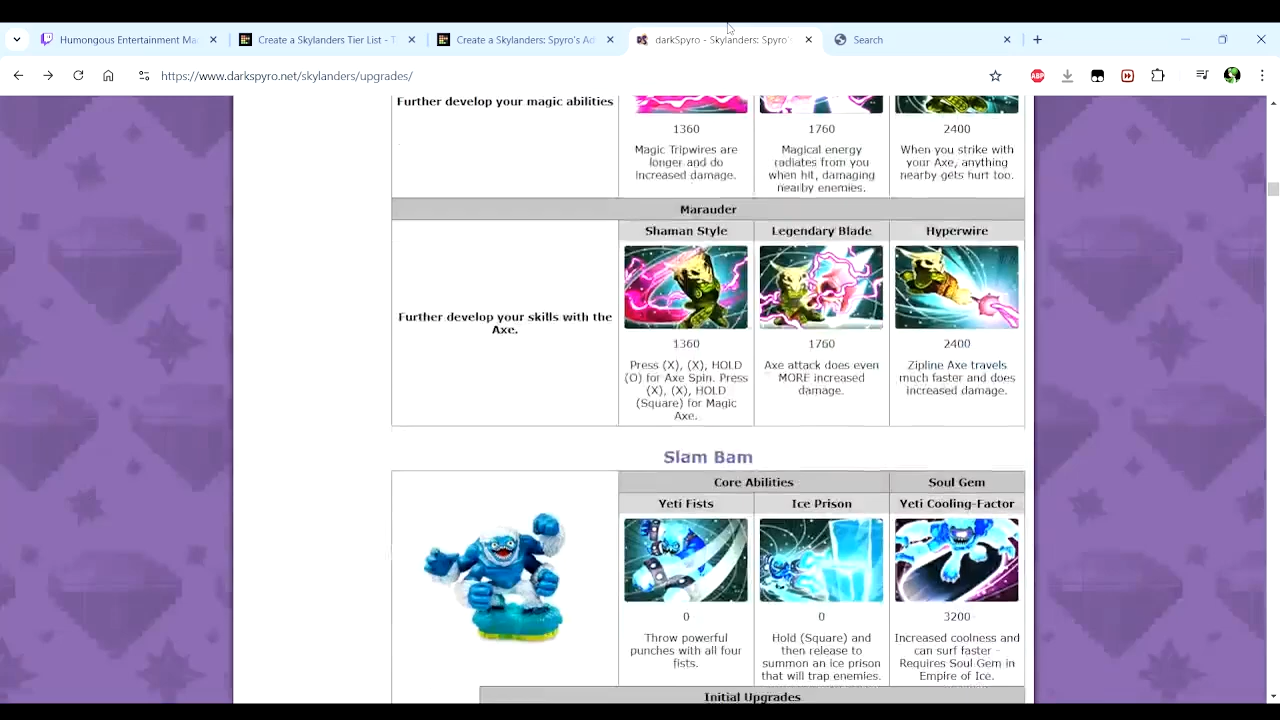 Humongous Entertainment Ma
Create a Skylanders Tier List - T
Create a Skylanders: Spyro's Ad
darkSpyro - Skylanders: Spyro's
Search
https://www.darkspyro.net/skylanders/upgrades/
ABP
Further develop your magic abilities
1360
Magic Tripwires are
longer and do
increased damage.
1760
Magical energy
radiates from you
when hit, damaging
nearby enemies.
2400
When you strike with
your Axe, anything
nearby gets hurt too.
Marauder
Shaman Style
Legendary Blade
Hyperwire
Further develop your skills with the
Axe.
1360
Press (X), (X), HOLD
(O) for Axe Spin. Press
(X), (X), HOLD
(Square) for Magic
Axe.
1760
Axe attack does even
MORE increased
damage.
2400
Zipline Axe travels
much faster and does
increased damage.
Slam Bam
Core Abilities
Soul Gem
Yeti Fists
Ice Prison
Yeti Cooling-Factor
0
Throw powerful
punches with all four
fists.
0
Hold (Square) and
then release to
summon an ice prison
that will trap enemies.
3200
Increased coolness and
can surf faster -
Requires Soul Gem in
Empire of Ice.
Initial Upgrades